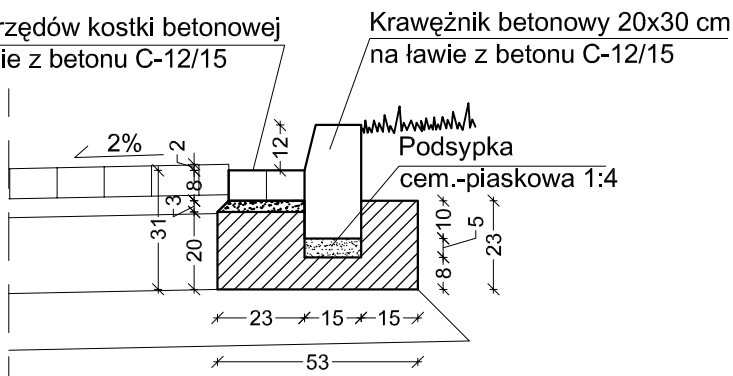 rzędów kostki betonowej
ie z betonu C-12/15
Krawężnik betonowy 20x30 cm
na ławie z betonu C-12/15
2%
2
8
3
20
31
12
Podsypka
cem.-piaskowa 1:4
10
5
8
23
23
15
15
53